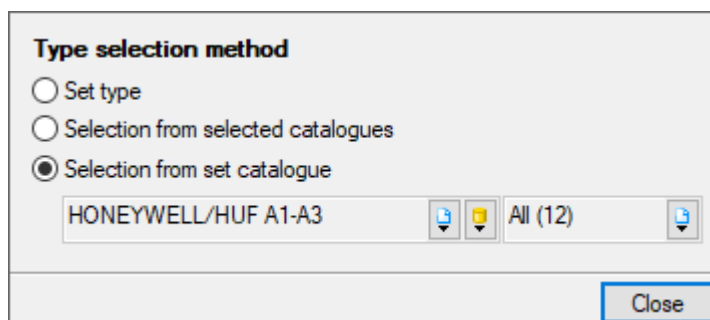 Type selection method
Set type
Selection from selected catalogues
Selection from set catalogue
HONEYWELL/HUF A1-A3 All (12)
Close